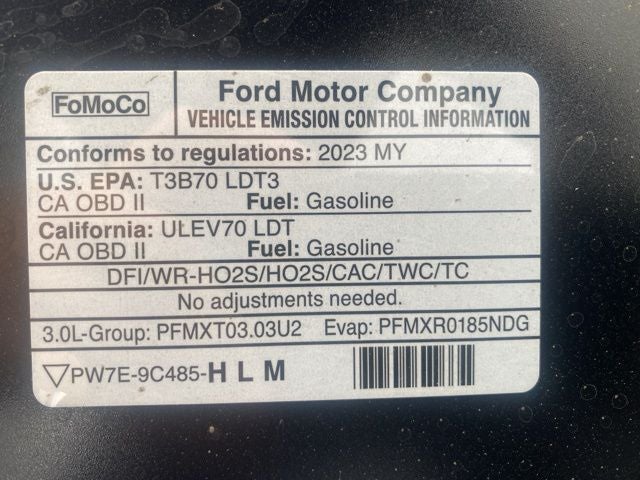 FoMoCo
Ford Motor Company
VEHICLE EMISSION CONTROL INFORMATION
Conforms to regulations: 2023 MY
U.S. EPA: T3B70 LDT3
CA OBD II Fuel: Gasoline
California: ULEV70 LDT
CA OBD II Fuel: Gasoline
DFI/WR-HO2S/HO2S/CAC/TWC/TC
No adjustments needed.
3.0L-Group: PFMXT03.03U2 Evap: PFMXR0185NDG
▽PW7E-9C485-H L M